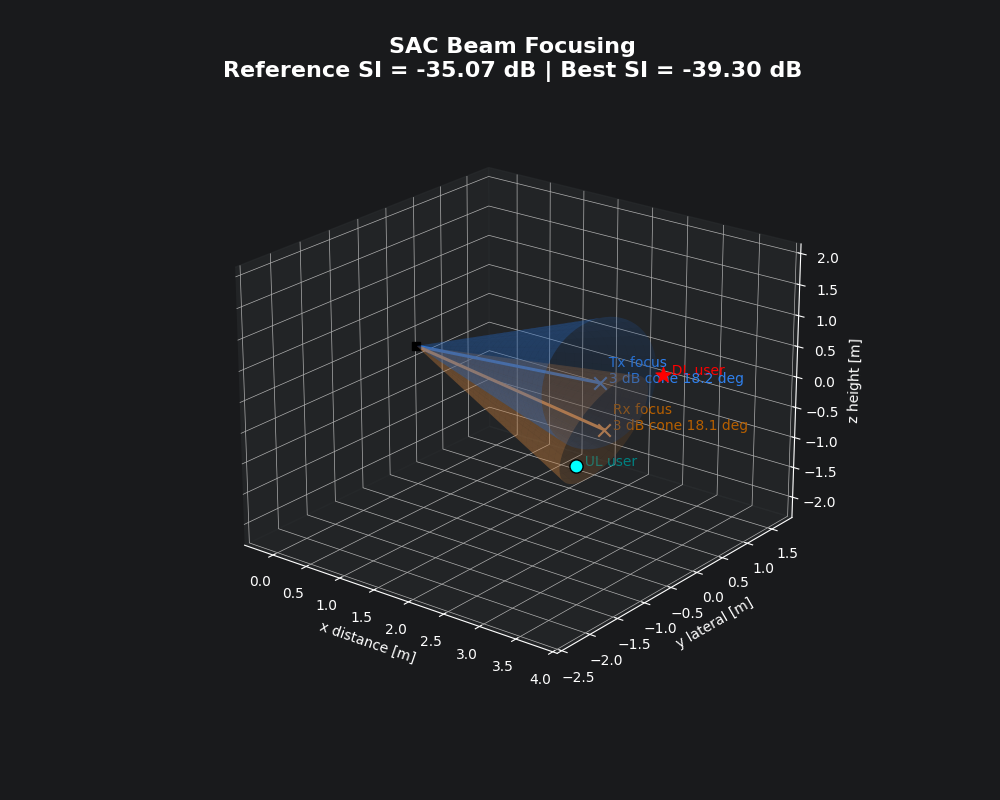 SAC Beam Focusing
Reference SI = -35.07 dB | Best SI = -39.30 dB
2.0
1.5
1.0
0.5
0.0
−0.5
−1.0
−1.5
−2.0
z height [m]
Tx focus
3 dB cone 18.2 deg
DL user
Rx focus
3 dB cone 18.1 deg
UL user
0.0
0.5
1.0
1.5
2.0
2.5
3.0
3.5
4.0
x distance [m]
−2.5
−2.0
−1.5
−1.0
−0.5
0.0
0.5
1.0
1.5
y lateral [m]